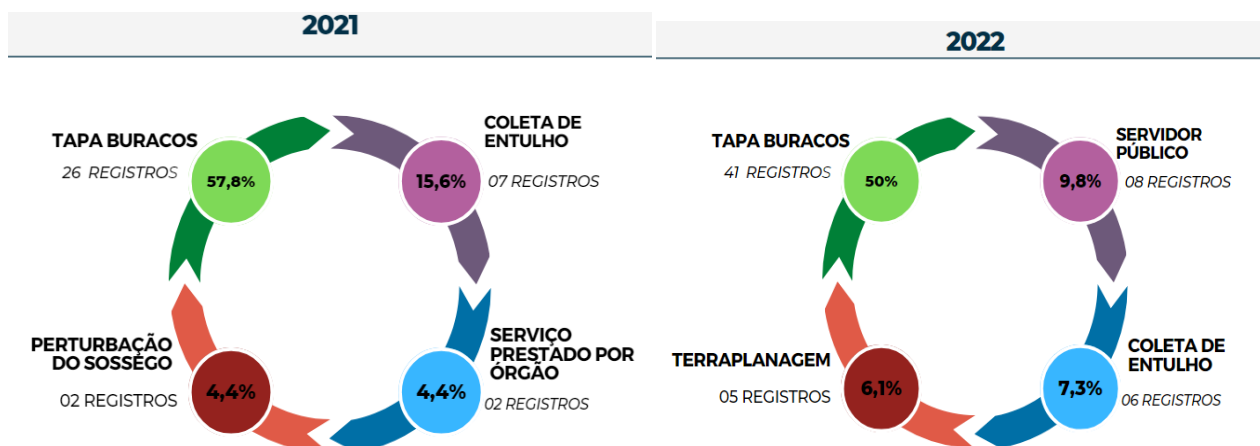 2021
TAPA BURACOS
26 REGISTROS
57,8%
COLETA DE
ENTULHO
15,6%
07 REGISTROS
PERTURBAÇÃO
DO SOSSEGO
02 REGISTROS
4,4%
SERVIÇO
PRESTADO POR
ÓRGÃO
4,4%
02 REGISTROS
2022
TAPA BURACOS
41 REGISTROS
50%
SERVIDOR
PÚBLICO
9,8%
08 REGISTROS
TERRAPLANAGEM
05 REGISTROS
6,1%
COLETA DE
ENTULHO
7,3%
06 REGISTROS